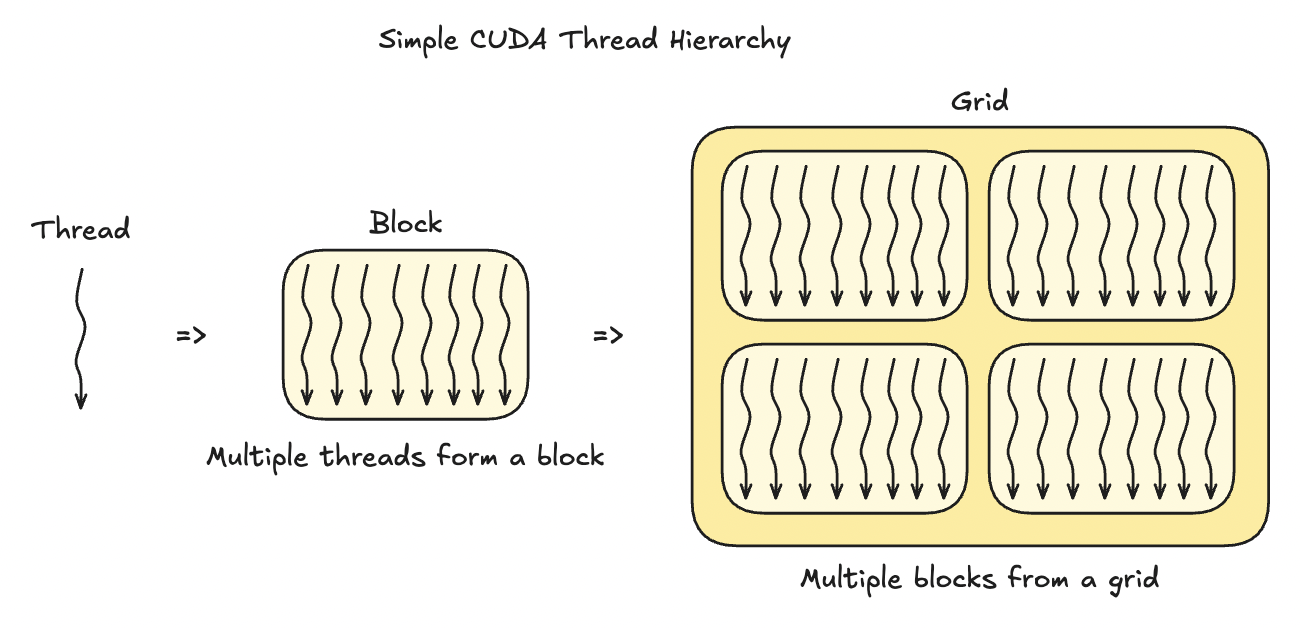 Simple CUDA Thread Hierarchy
Thread
=>
Block
Multiple threads form a block
=>
Grid
Multiple blocks from a grid